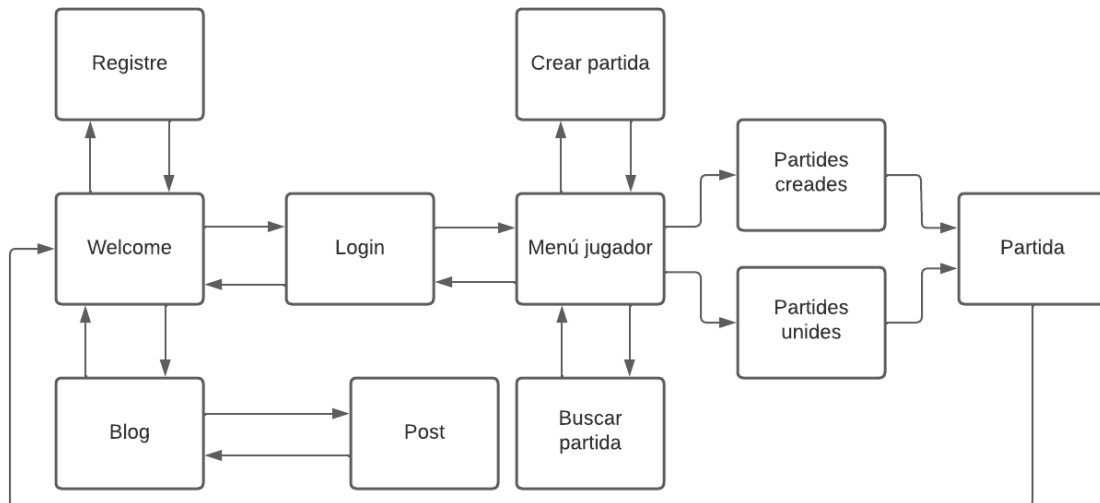 Registre
Crear partida
Partides
creades
Welcome
Login
Menú jugador
Partida
Partides
unides
Blog
Post
Buscar
partida